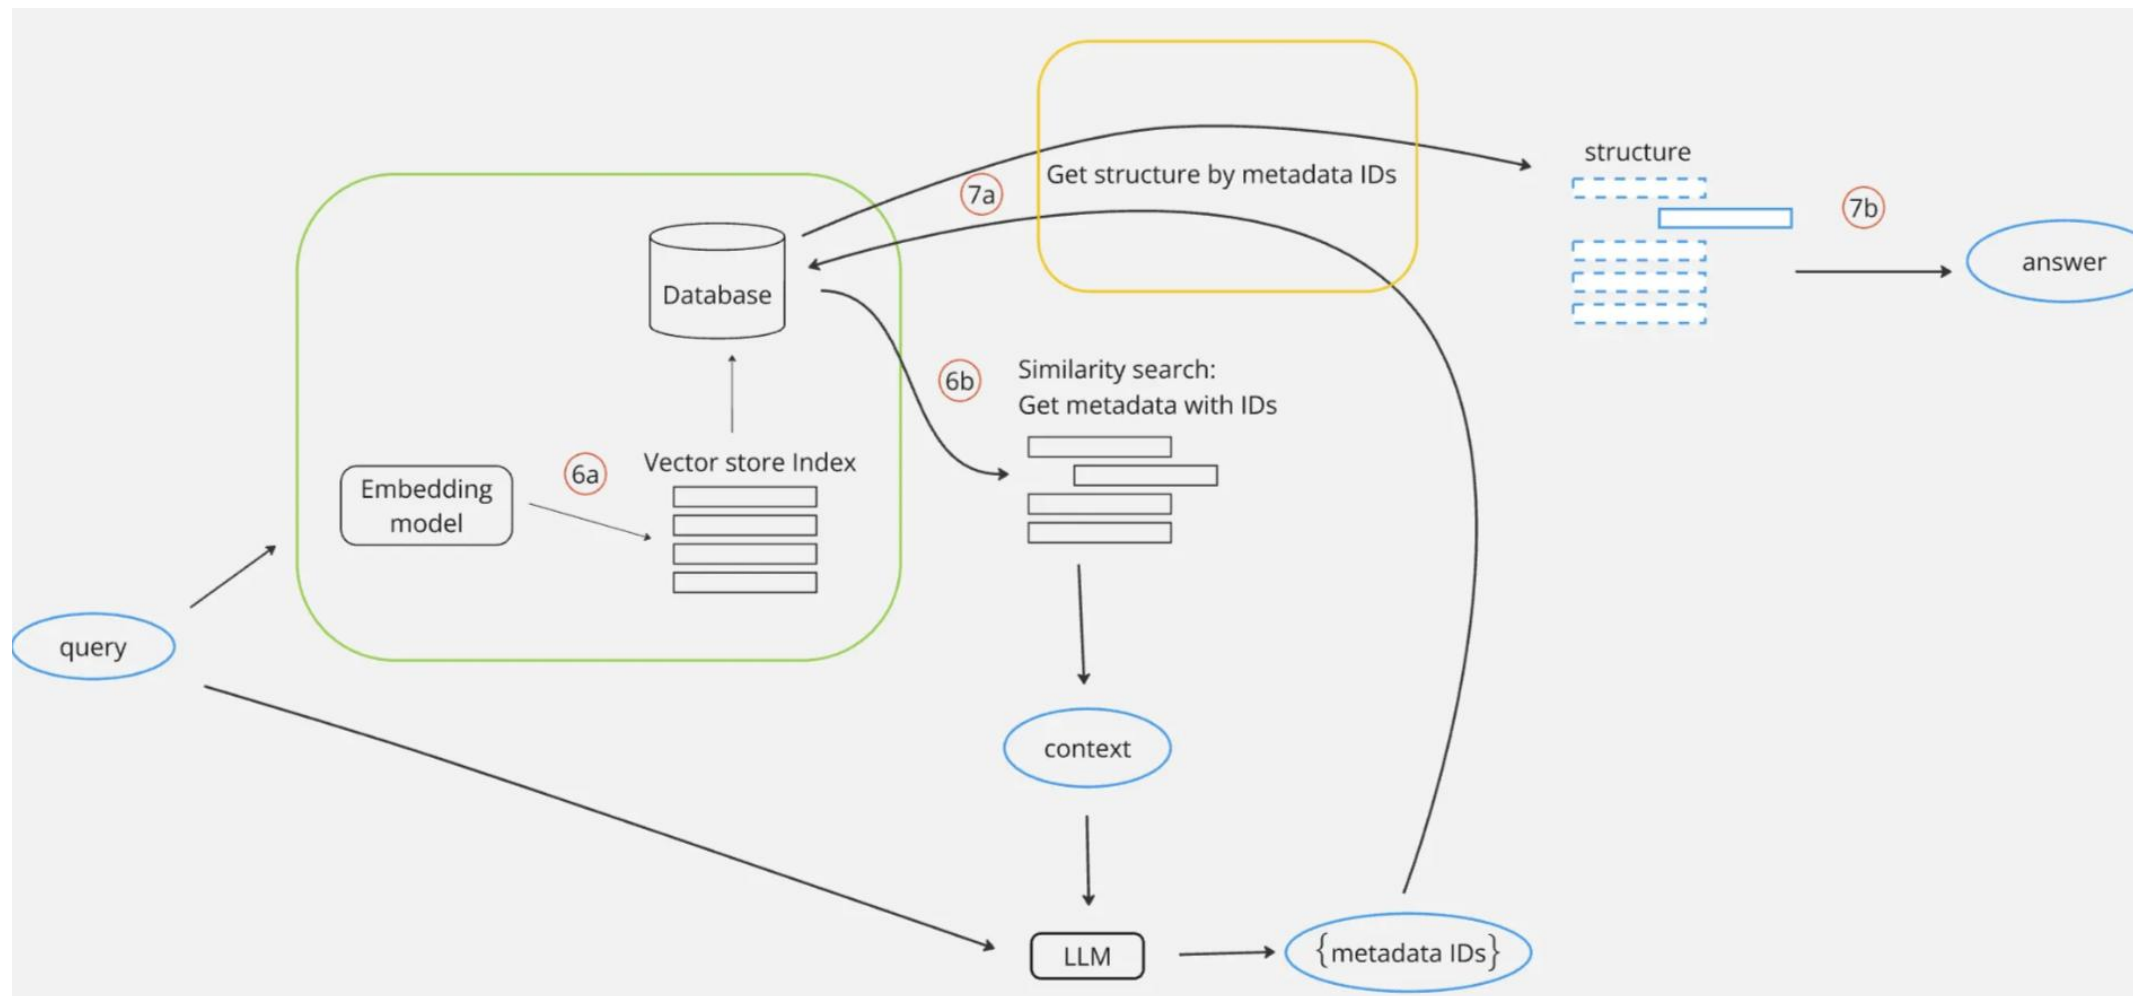 Get structure by metadata IDs
7a
structure
7b
answer
Database
6b
Similarity search:
Get metadata with IDs
6a
Vector store Index
Embedding
model
query
context
LLM
{metadata IDs}